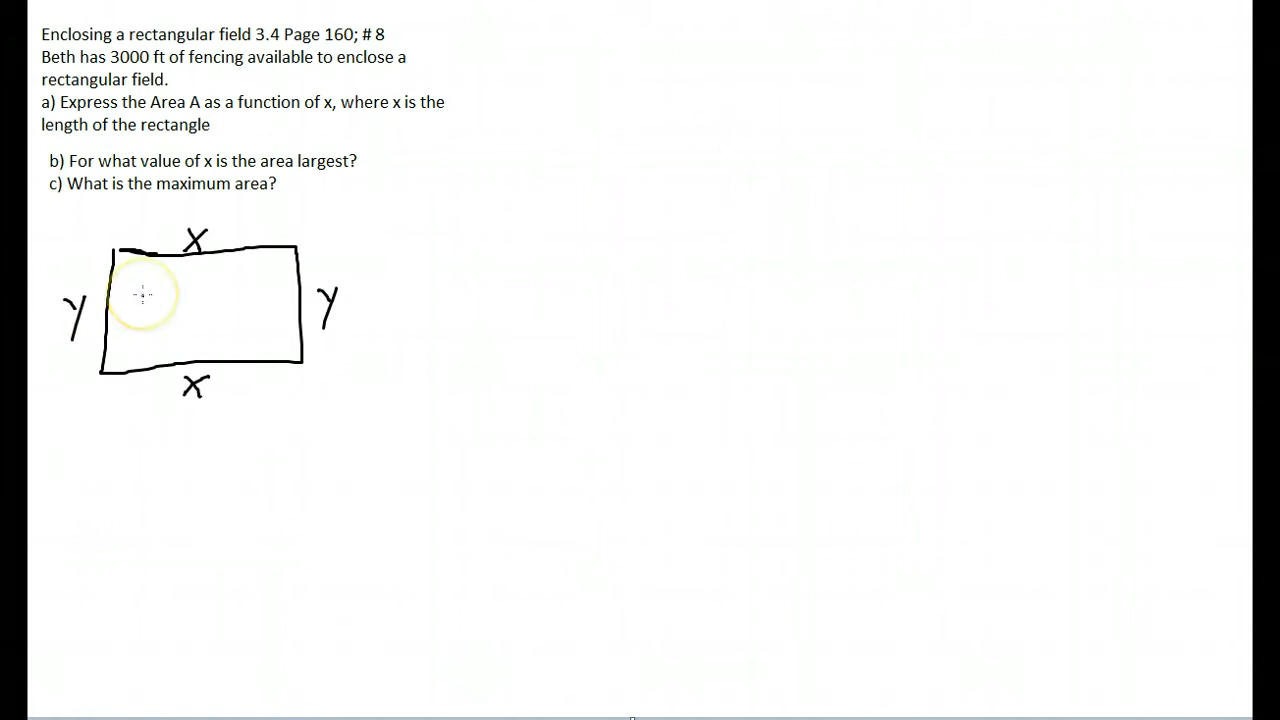 Enclosing a rectangular field 3.4 Page 160; # 8
Beth has 3000 ft of fencing available to enclose a
rectangular field.
a) Express the Area A as a function of x, where x is the
length of the rectangle
b) For what value of x is the area largest?
c) What is the maximum area?
x
y
y
x